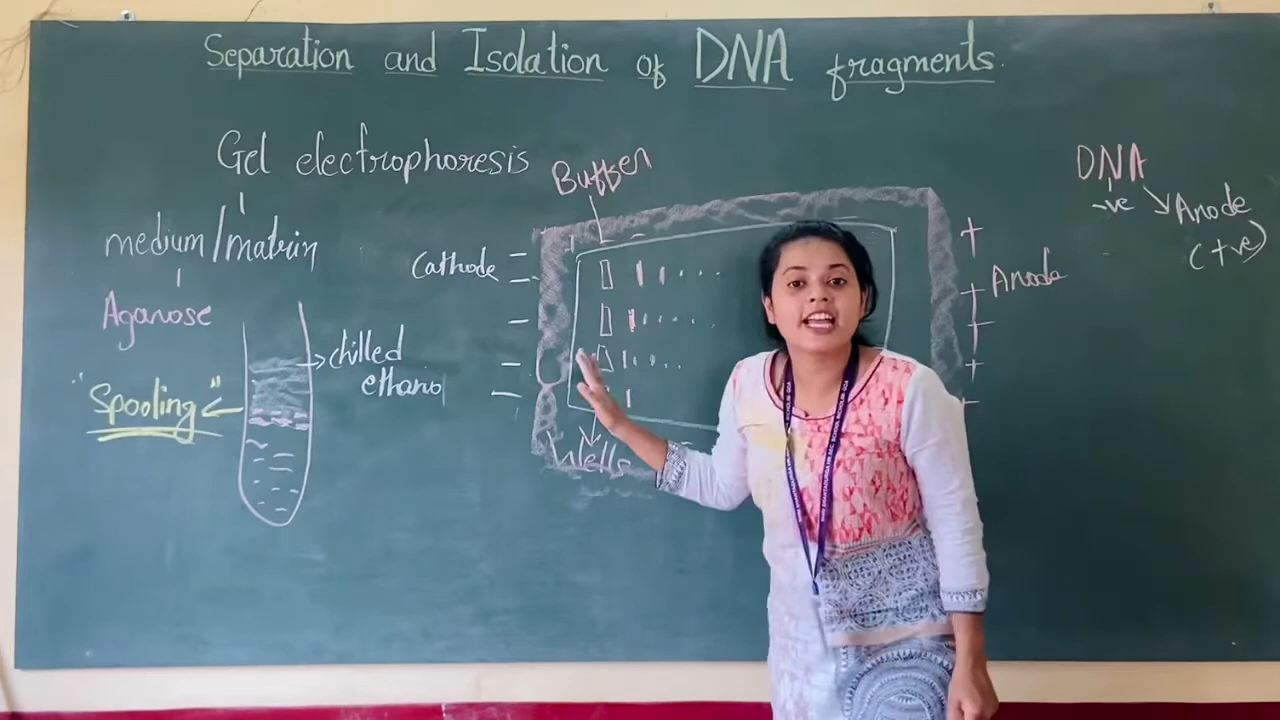 Separation and Isolation of DNA fragments.
Gel electrophoresis
medium/matrix
Agarose
"Spooling"
chilled
ethano
Buffer
Cathode
Wells
Anode
DNA
-ve
Anode
(+ve)